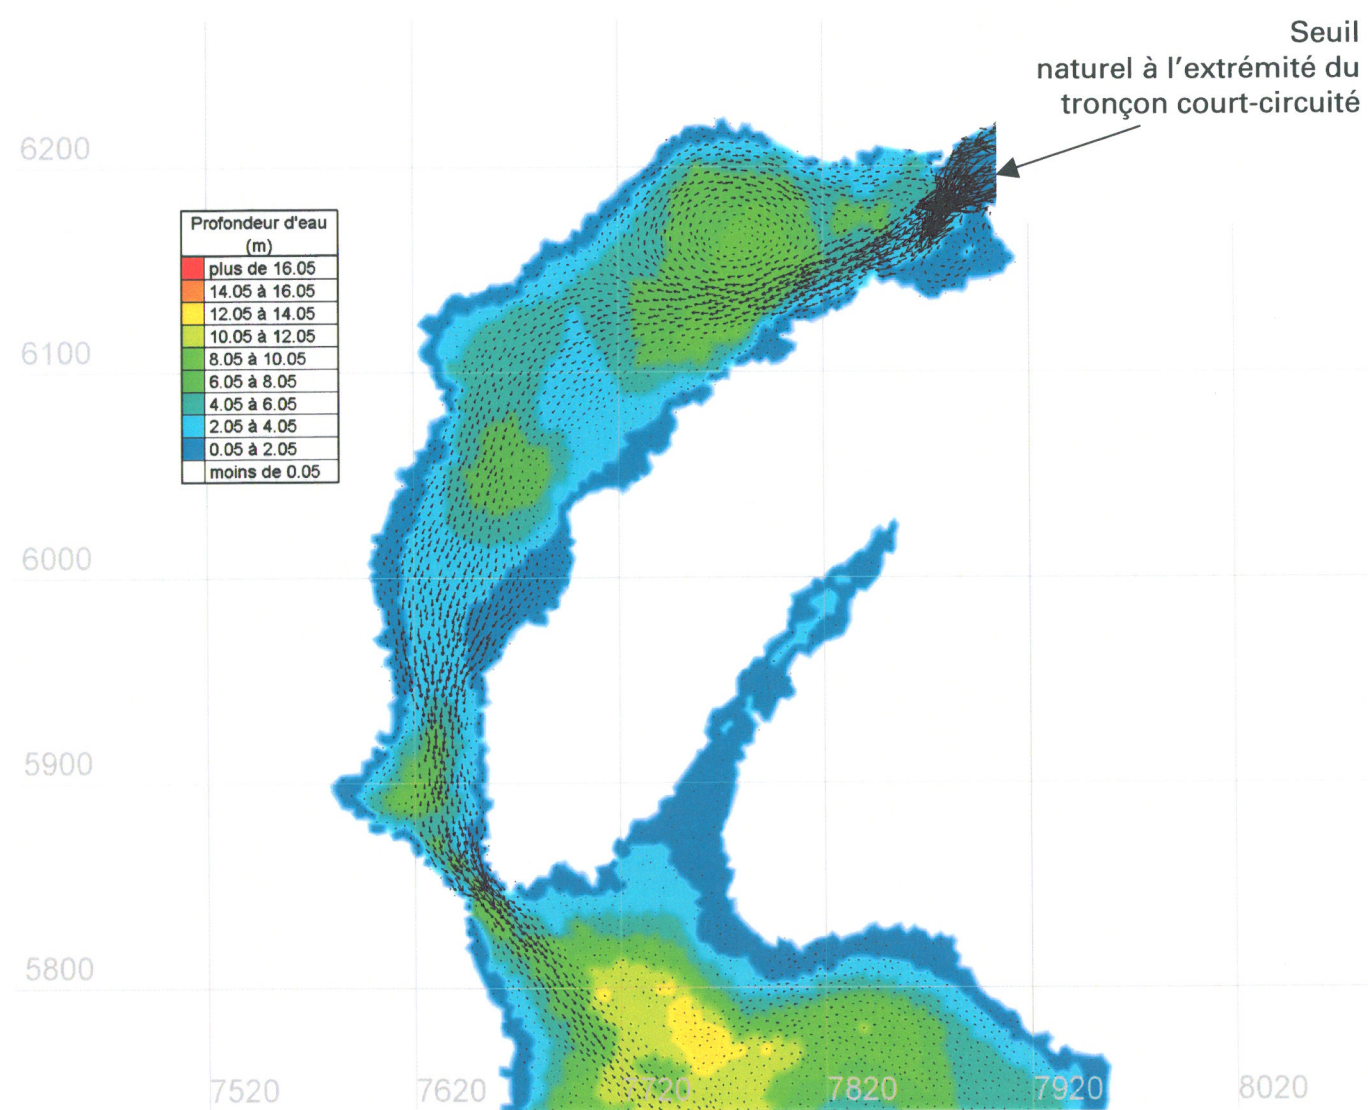 Seuil
naturel à l'extrémité du
tronçon court-circuité
6200
Profondeur d'eau
(m)
plus de 16.05
14.05 à 16.05
12.05 à 14.05
10.05 à 12.05
8.05 à 10.05
6.05 à 8.05
4.05 à 6.05
2.05 à 4.05
0.05 à 2.05
moins de 0.05
6100
6000
5900
5800
7520
7620
7720
7820
7920
8020